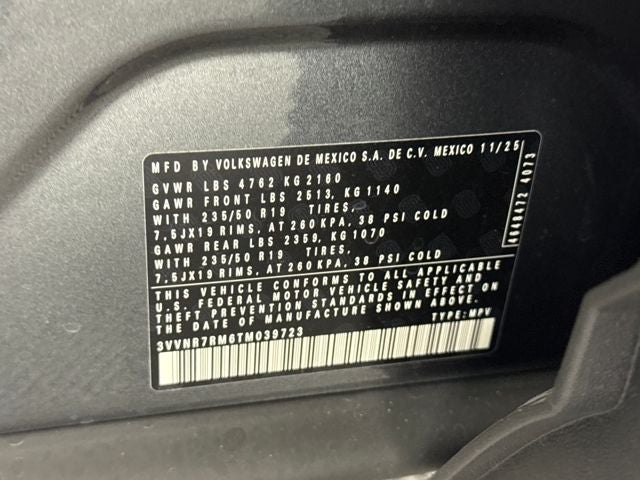 MFD BY VOLKSWAGEN DE MEXICO S.A. DE C.V. MEXICO 11/25
GVWR LBS 4762 KG 2160
GAWR FRONT LBS 2513, KG 1140
WITH 235/50 R19 TIRES,
7,5JX19 RIMS, AT 260 KPA, 38 PSI COLD
GAWR REAR LBS 2359, KG 1070
WITH 235/50 R19 TIRES,
7,5JX19 RIMS, AT 260 KPA, 38 PSI COLD
THIS VEHICLE CONFORMS TO ALL APPLICABLE
U.S. FEDERAL MOTOR VEHICLE SAFETY AND
THEFT PREVENTION STANDARDS IN EFFECT ON
THE DATE OF MANUFACTURE SHOWN ABOVE.
3VVNR7RM6TM039723 TYPE: MPV
4073